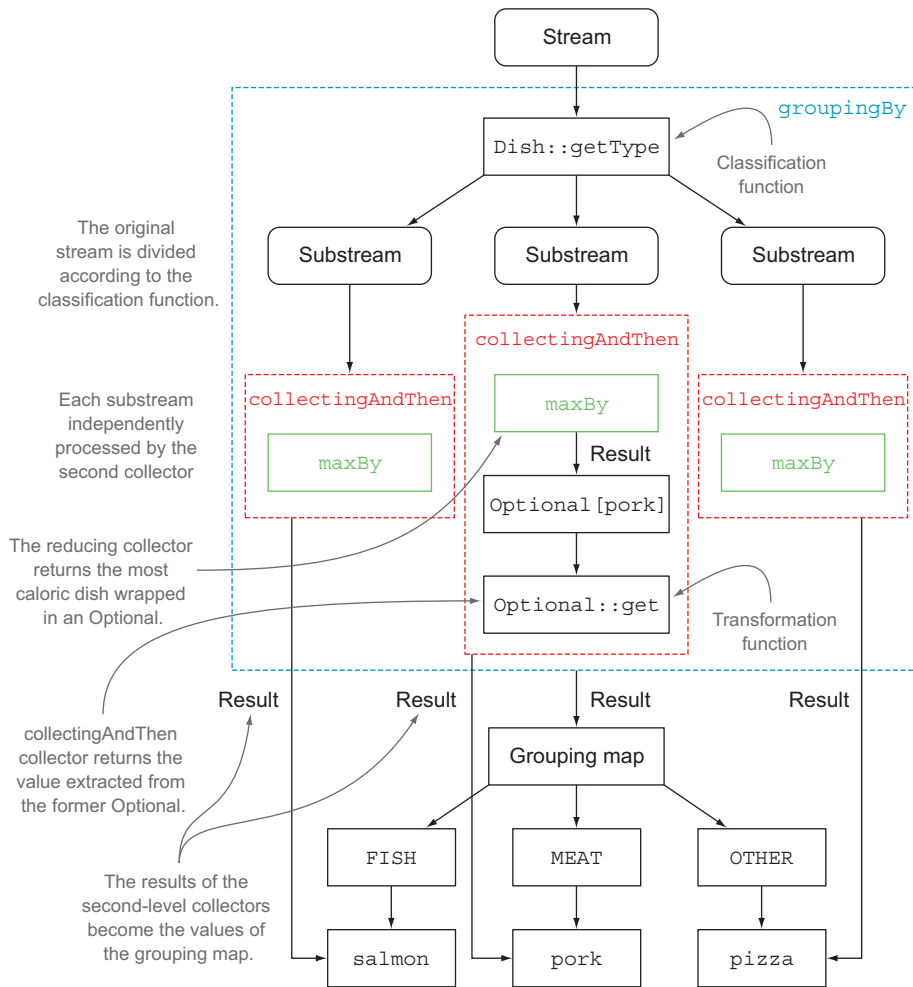 Stream
groupingBy
Dish::getType
Classification
function
The original
stream is divided
according to the
classification function.
Substream
Substream
Substream
collectingAndThen
maxBy
Result
Optional[pork]
Optional::get
collectingAndThen
maxBy
collectingAndThen
maxBy
Each substream
independently
processed by the
second collector
The reducing collector
returns the most
caloric dish wrapped
in an Optional.
Transformation
function
Result
Result
Result
Result
collectingAndThen
collector returns the
value extracted from
the former Optional.
Grouping map
FISH
MEAT
OTHER
The results of the
second-level collectors
become the values of
the grouping map.
salmon
pork
pizza